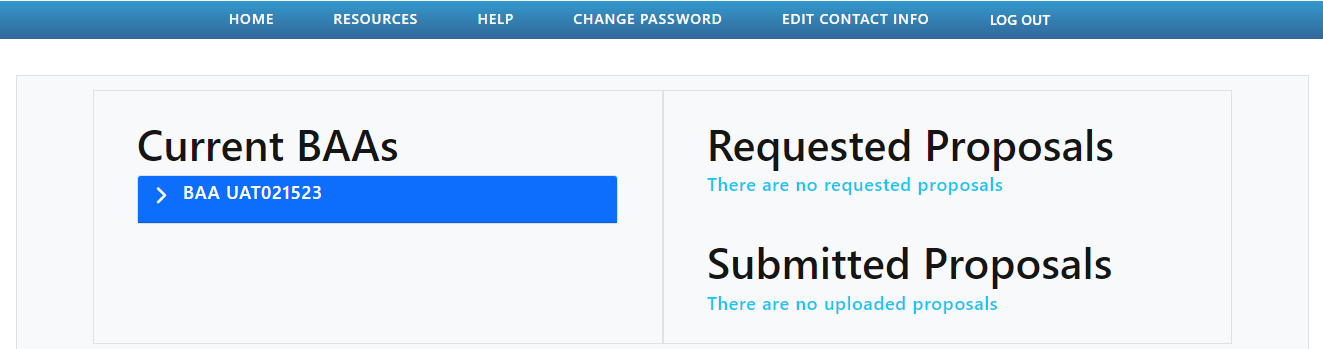 HOME RESOURCES HELP CHANGE PASSWORD EDIT CONTACT INFO LOG OUT
Current BAAs
BAA UAT021523
Requested Proposals
There are no requested proposals
Submitted Proposals
There are no uploaded proposals